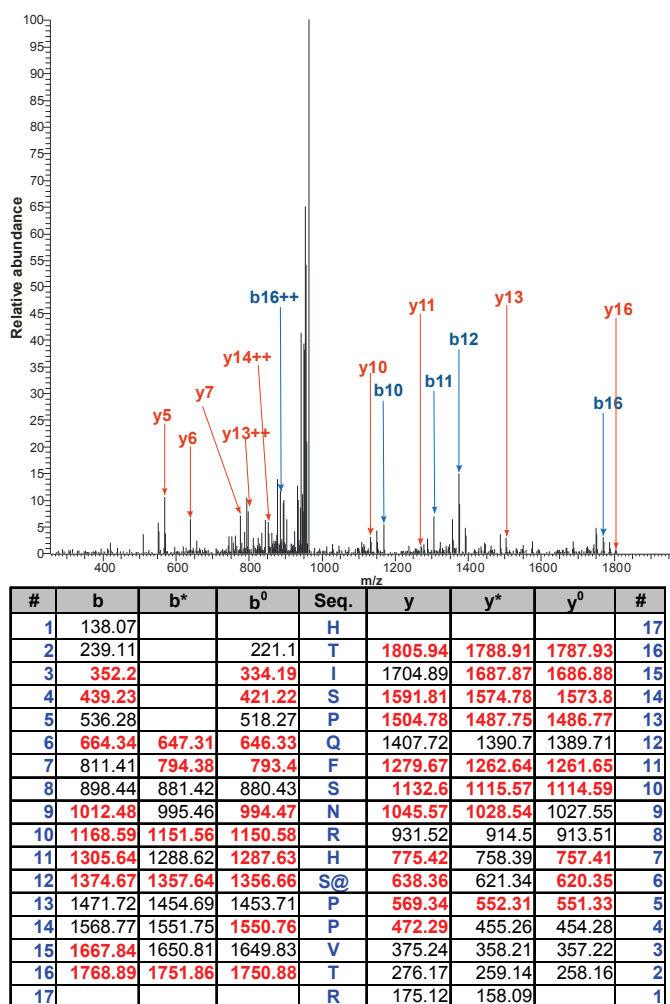 100
95
90
85
80
75
70
65
60
55
50
45
40
35
30
25
20
15
10
5
0
Relative abundance
b16++
y14++
y7
y13++
y5
y6
y11
y13
b12
y10
b11
b10
y16
b16
400 600 800 1000 1200 1400 1600 1800
m/z
# b b* b⁰ Seq. y y* y⁰ #
1 138.07 H 17
2 239.11 221.1 T 1805.94 1788.91 1787.93 16
3 352.2 334.19 I 1704.89 1687.87 1686.88 15
4 439.23 421.22 S 1591.81 1574.78 1573.8 14
5 536.28 518.27 P 1504.78 1487.75 1486.77 13
6 664.34 647.31 646.33 Q 1407.72 1390.7 1389.71 12
7 811.41 794.38 793.4 F 1279.67 1262.64 1261.65 11
8 898.44 881.42 880.43 S 1132.6 1115.57 1114.59 10
9 1012.48 995.46 994.47 N 1045.57 1028.54 1027.55 9
10 1168.59 1151.56 1150.58 R 931.52 914.5 913.51 8
11 1305.64 1288.62 1287.63 H 775.42 758.39 757.41 7
12 1374.67 1357.64 1356.66 S@ 638.36 621.34 620.35 6
13 1471.72 1454.69 1453.71 P 569.34 552.31 551.33 5
14 1568.77 1551.75 1550.76 P 472.29 455.26 454.28 4
15 1667.84 1650.81 1649.83 V 375.24 358.21 357.22 3
16 1768.89 1751.86 1750.88 T 276.17 259.14 258.16 2
17 R 175.12 158.09 1